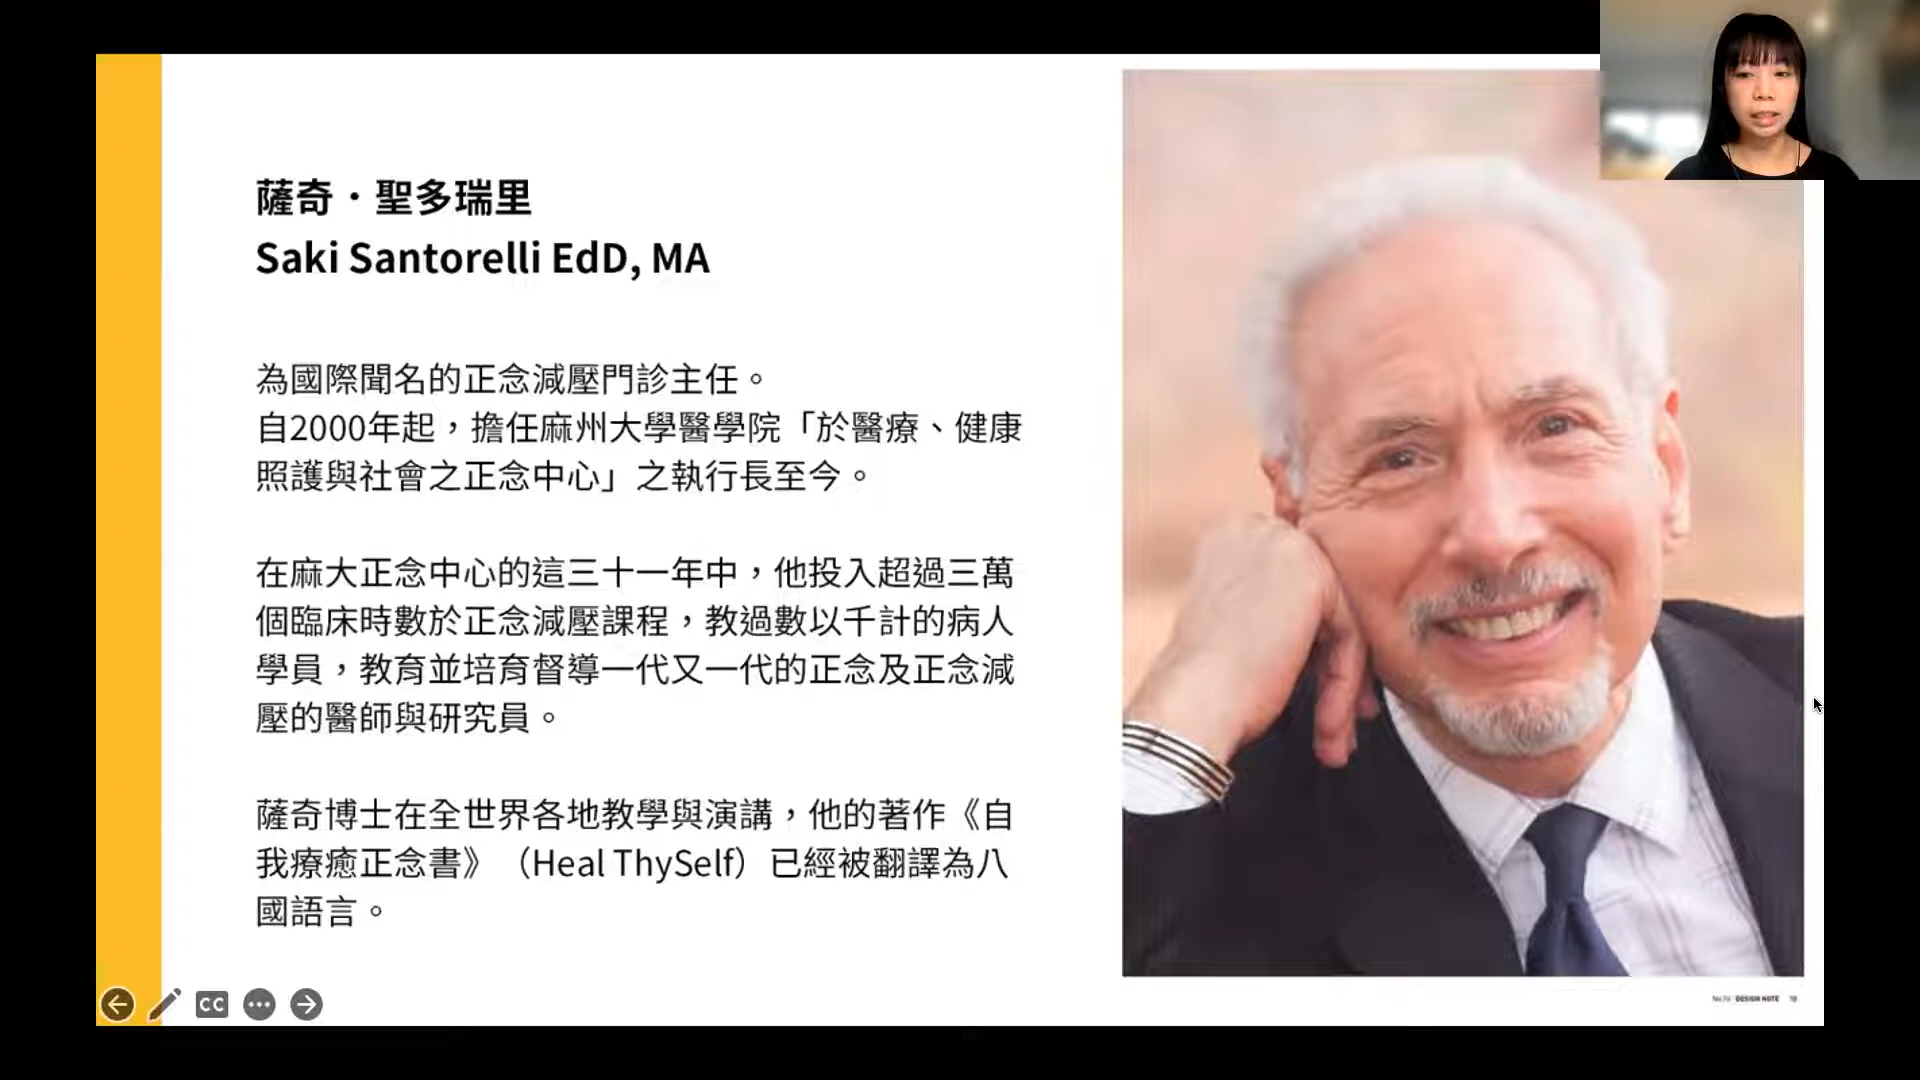 薩奇．聖多瑞里
Saki Santorelli EdD, MA
為國際聞名的正念減壓門診主任。
自2000年起，擔任麻州大學醫學院「於醫療、健康
照護與社會之正念中心」之執行長至今。
在麻大正念中心的這三十一年中，他投入超過三萬
個臨床時數於正念減壓課程，教過數以千計的病人
學員，教育並培育督導一代又一代的正念及正念減
壓的醫師與研究員。
薩奇博士在全世界各地教學與演講，他的著作《自
我療癒正念書》（Heal ThySelf）已經被翻譯為八
國語言。
CC
DESIGN NOTE